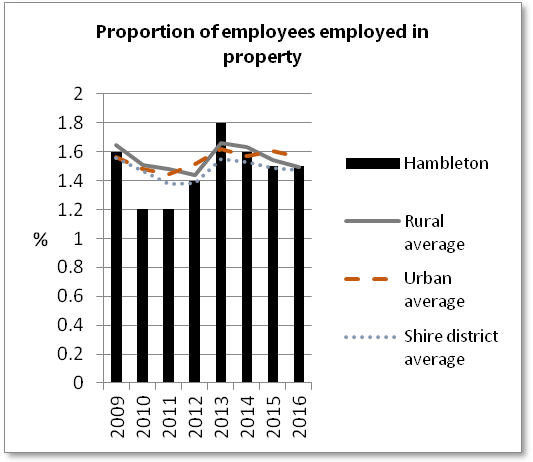 Proportion of employees employed in
property
2
1.8
1.6
1.4
1.2
1
0.8
0.6
0.4
0.2
0
%
2009
2010
2011
2012
2013
2014
2015
2016
Hambleton
Rural
average
Urban
average
Shire district
average